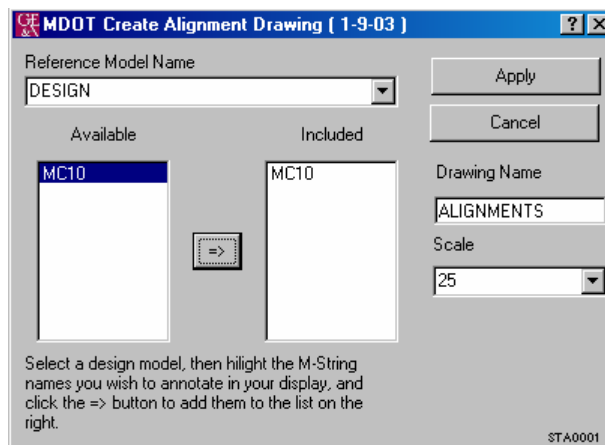 MDOT Create Alignment Drawing ( 1-9-03 )
Reference Model Name
DESIGN
Apply
Cancel
Available
Included
MC10
MC10
=>
Drawing Name
ALIGNMENTS
Scale
25
Select a design model, then hilight the M-String
names you wish to annotate in your display, and
click the => button to add them to the list on the
right.
STA0001